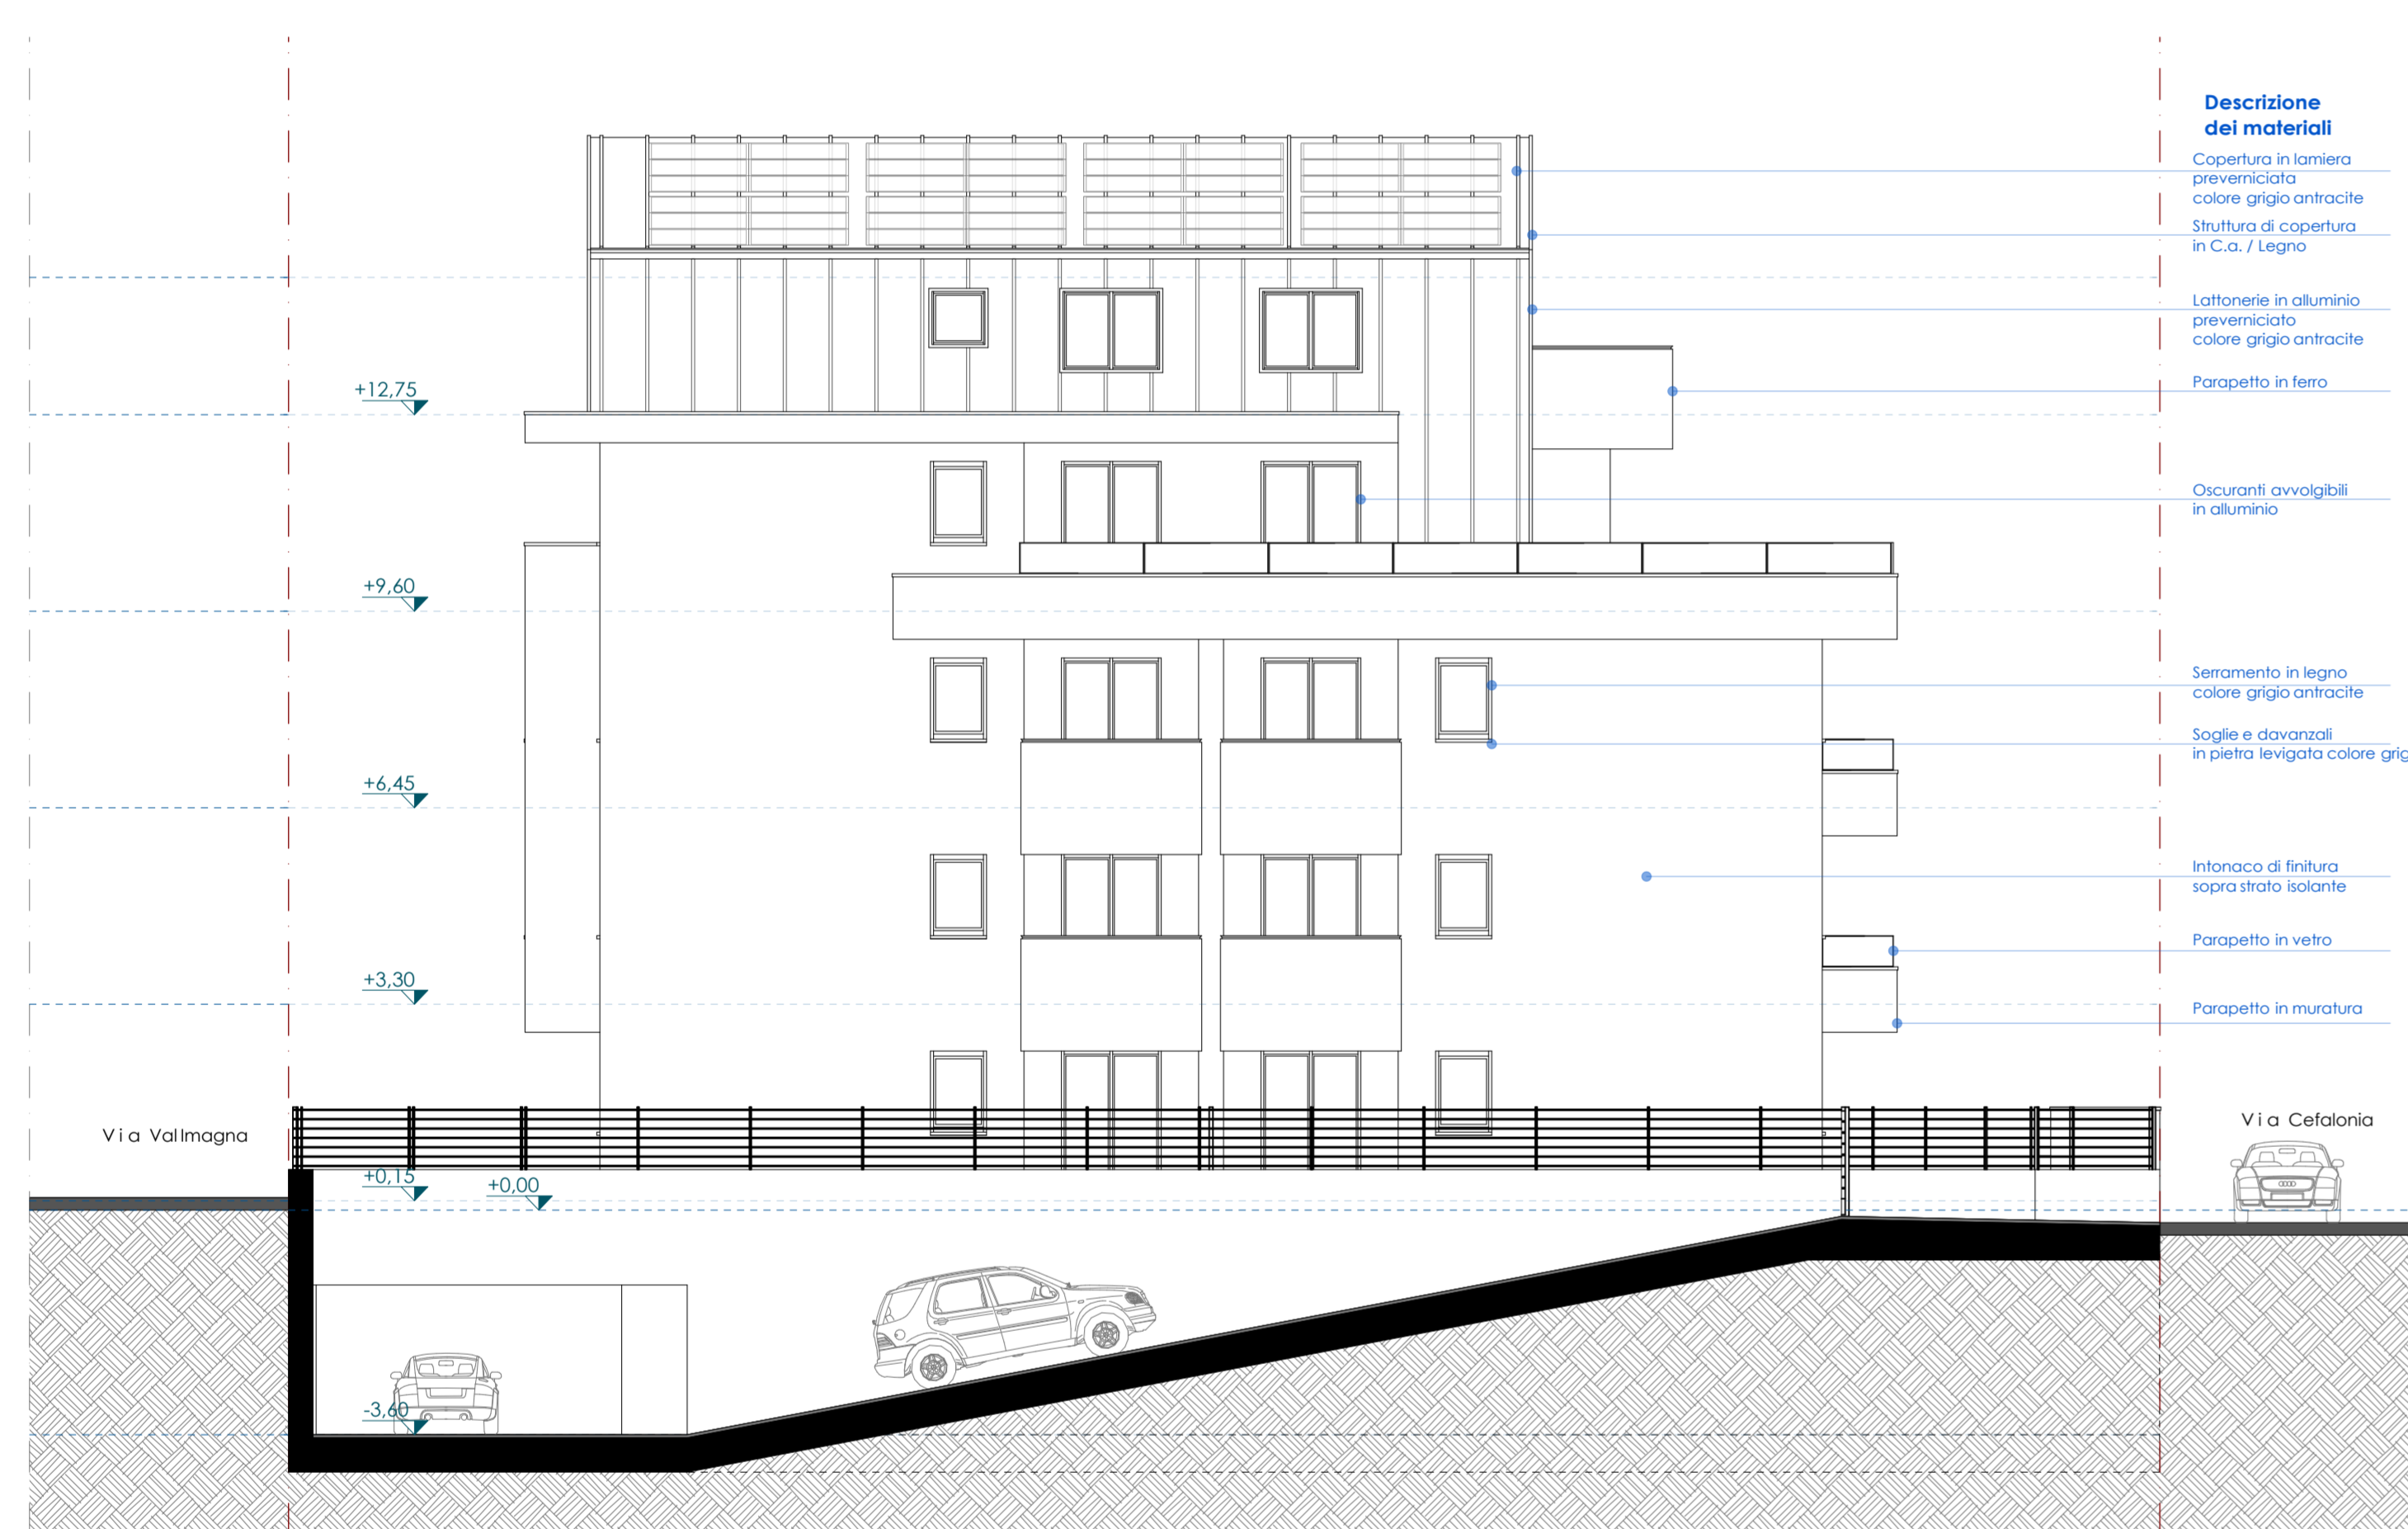 Descrizione
dei materiali
Copertura in lamiera
preverniciata
colore grigio antracite
Struttura di copertura
in C.a. / Legno
Lattonerie in alluminio
preverniciato
colore grigio antracite
Parapetto in ferro
Oscuranti avvolgibili
in alluminio
Serramento in legno
colore grigio antracite
Soglie e davanzali
in pietra levigata colore grig
Intonaco di finitura
sopra strato isolante
Parapetto in vetro
Parapetto in muratura
+12,75
+9,60
+6,45
+3,30
+0,15
+0,00
-3,60
Via Vallmagna
Via Cefalonia